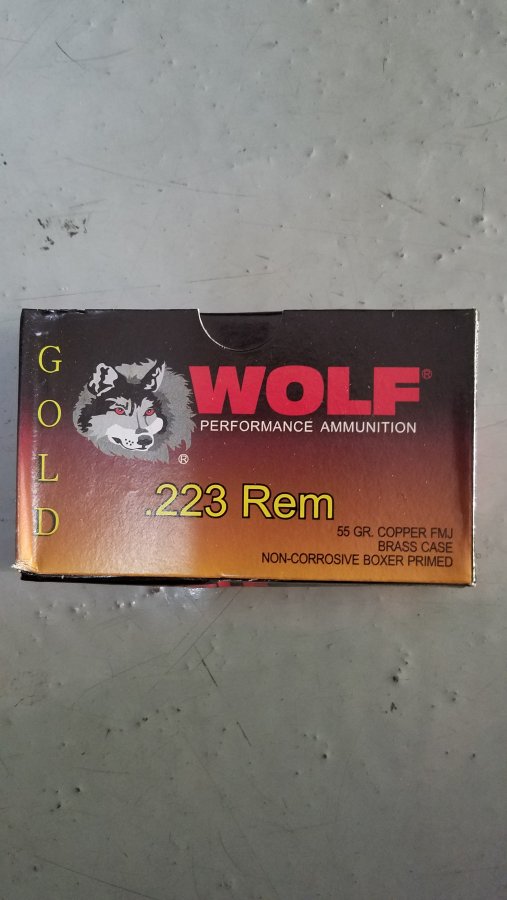 GOLD
WOLF®
PERFORMANCE AMMUNITION
®
.223 Rem
55 GR. COPPER FMJ
BRASS CASE
NON-CORROSIVE BOXER PRIMED